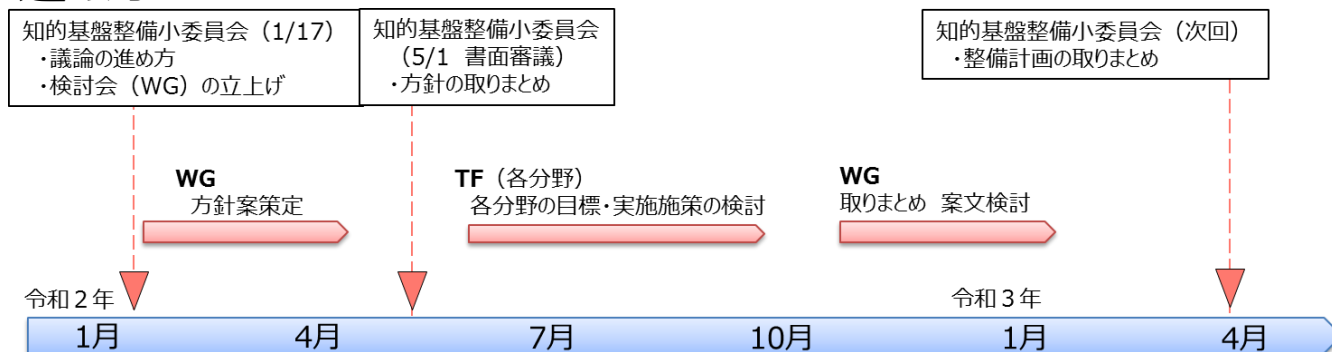 知的基盤整備小委員会（1/17）
・議論の進め方
・検討会（WG）の立上げ
知的基盤整備小委員会
（5/1 書面審議）
・方針の取りまとめ
知的基盤整備小委員会（次回）
・整備計画の取りまとめ
WG
方針案策定
TF（各分野）
各分野の目標・実施施策の検討
WG
取りまとめ 案文検討
令和２年
令和３年
1月
4月
7月
10月
1月
4月